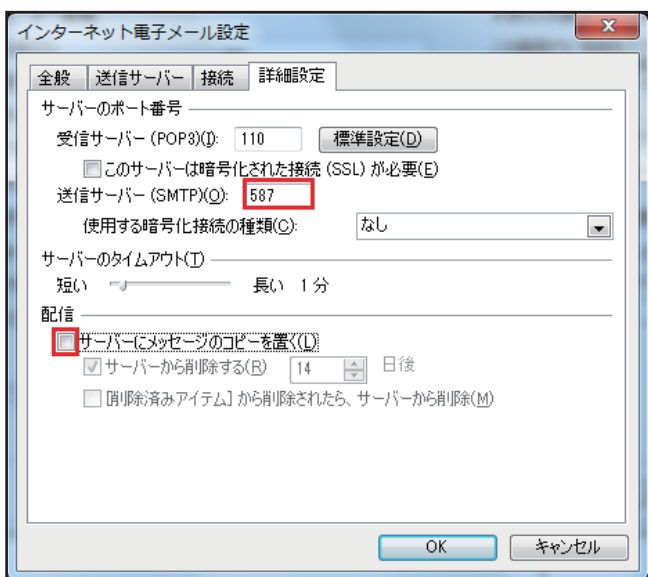 インターネット電子メール設定
全般 送信サーバー 接続 詳細設定
サーバーのポート番号
受信サーバー (POP3)(I): 110 標準設定(D)
このサーバーは暗号化された接続 (SSL) が必要(E)
送信サーバー (SMTP)(O): 587
使用する暗号化接続の種類(C): なし
サーバーのタイムアウト(T)
短い 長い 1 分
配信
サーバーにメッセージのコピーを置く(L)
サーバーから削除する(R) 14 日後
[削除済みアイテム] から削除されたら、サーバーから削除(M)
OK キャンセル